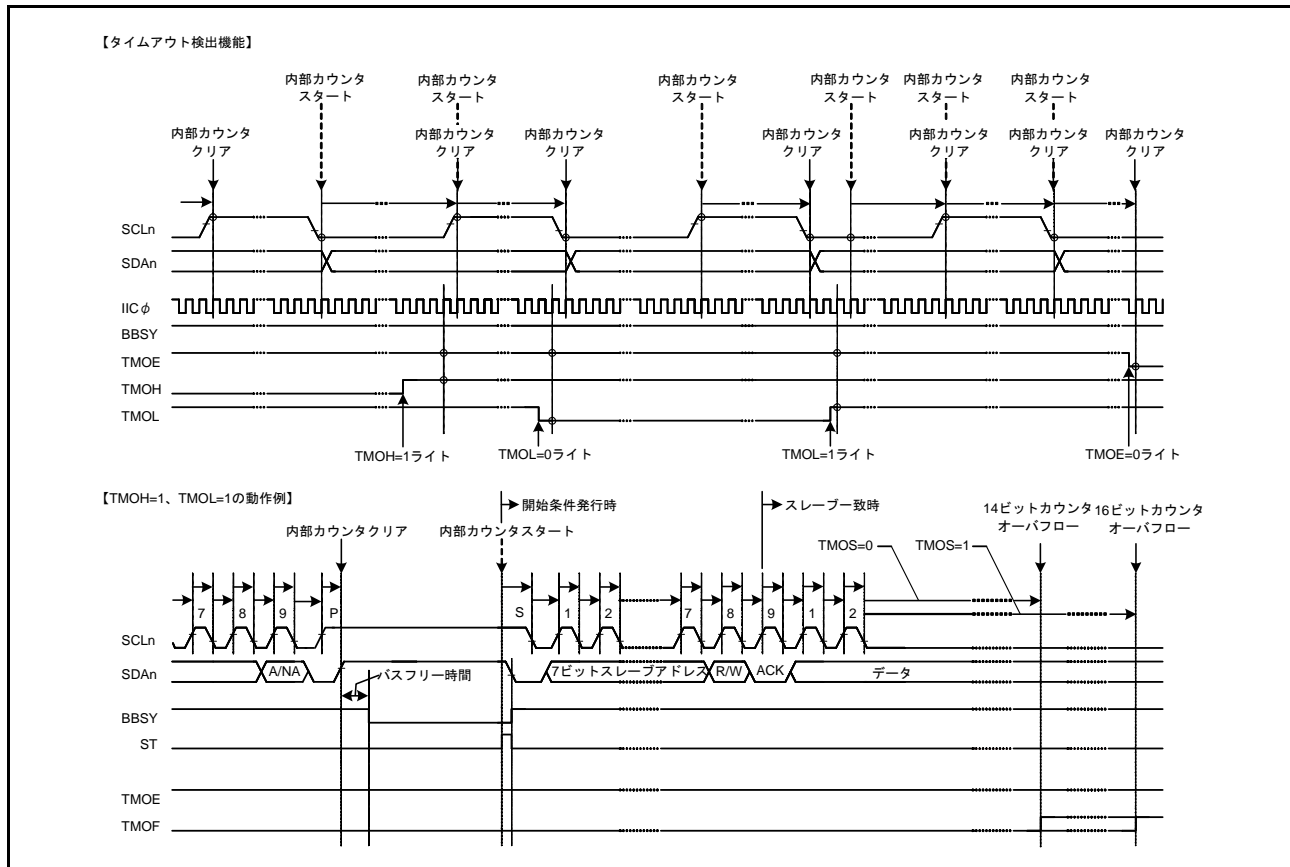 【タイムアウト検出機能】
内部カウンタ
スタート
内部カウンタ
スタート
内部カウンタ
スタート
内部カウンタ
スタート
内部カウンタ
スタート
内部カウンタ
スタート
内部カウンタ
クリア
内部カウンタ
クリア
内部カウンタ
クリア
内部カウンタ
クリア
内部カウンタ
クリア
内部カウンタ
クリア
内部カウンタ
クリア
SCLn
SDAn
IICφ
BBSY
TMOE
TMOH
TMOL
TMOH=1ライト
TMOL=0ライト
TMOL=1ライト
TMOE=0ライト
【TMOH=1、TMOL=1の動作例】
開始条件発行時
スレーブ一致時
内部カウンタクリア
内部カウンタスタート
14ビットカウンタ
オーバフロー
16ビットカウンタ
オーバフロー
TMOS=0
TMOS=1
7 8 9 P S 1 2 7 8 9 1 2
SCLn
SDAn
A/NA
バスフリー時間
7ビットスレーブアドレス
R/W
ACK
データ
BBSY
ST
TMOE
TMOF